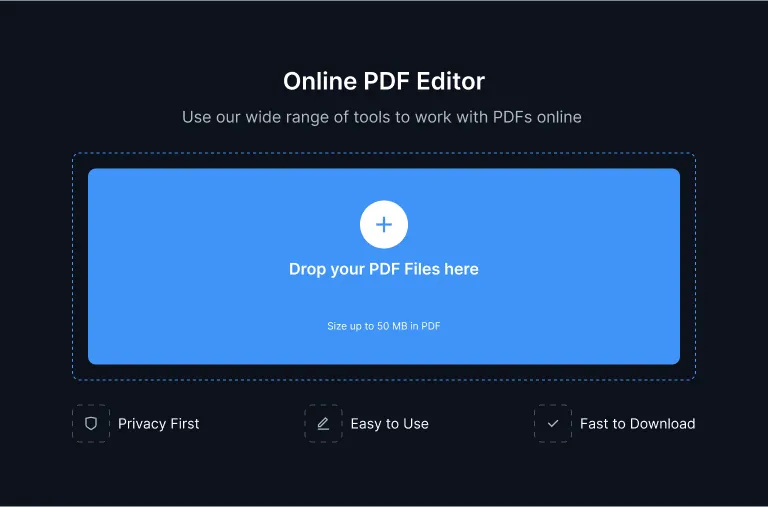 Online PDF Editor
Use our wide range of tools to work with PDFs online
Drop your PDF Files here
Size up to 50 MB in PDF
Privacy First
Easy to Use
Fast to Download